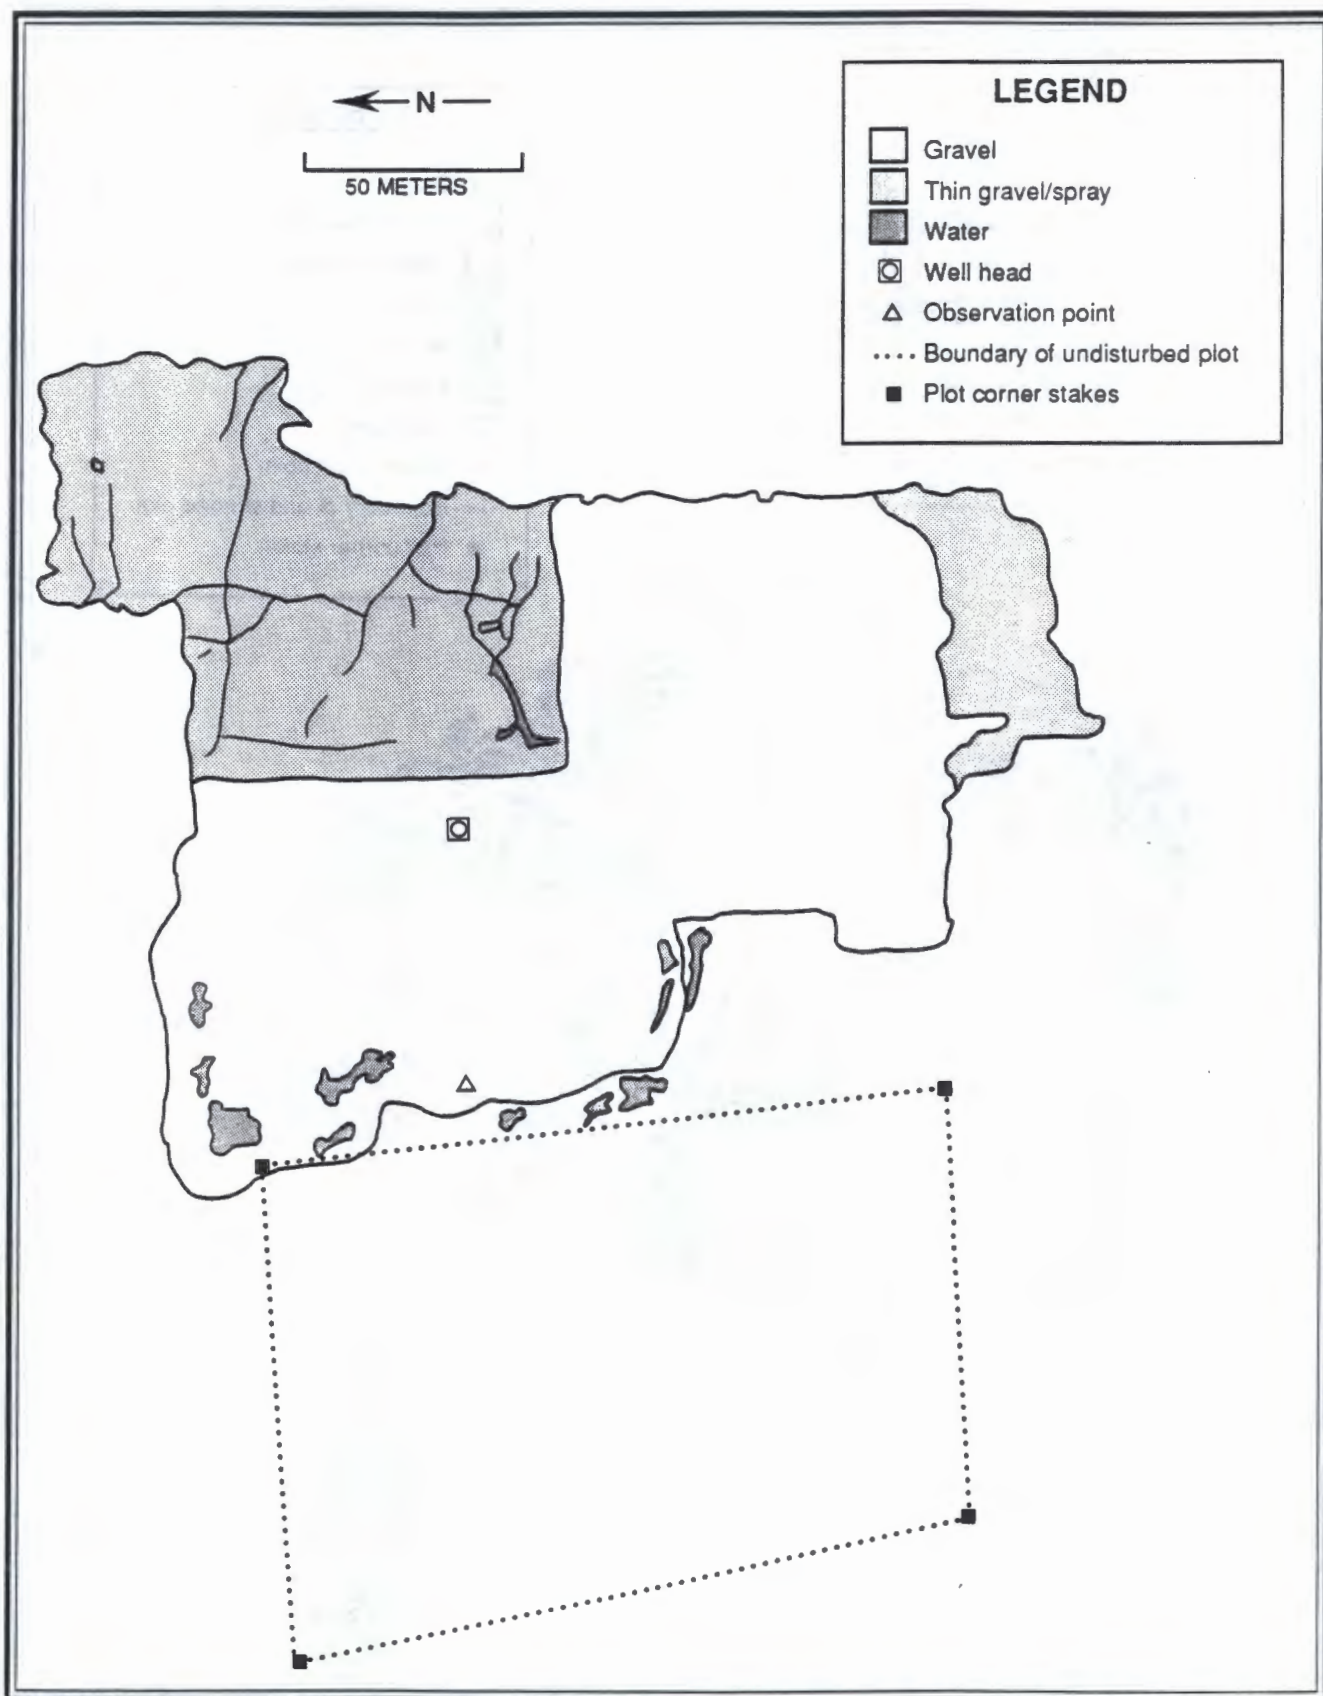 N
50 METERS
LEGEND
Gravel
Thin gravel/spray
Water
Well head
Observation point
Boundary of undisturbed plot
Plot corner stakes